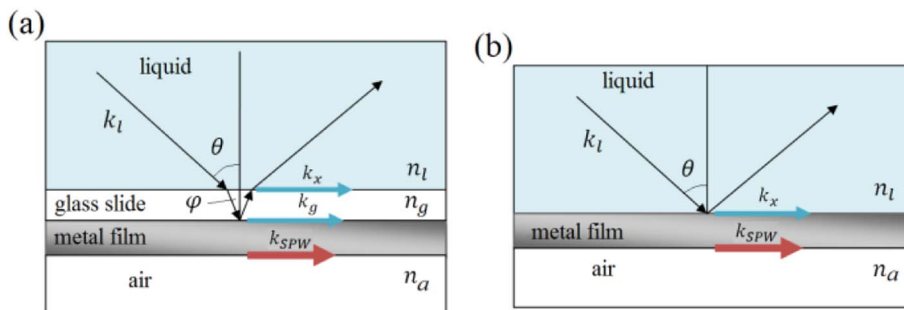 (a)
liquid
k_l
θ
k_x
n_l
glass slide
φ
k_g
n_g
metal film
k_SPW
air
n_a
(b)
liquid
k_l
θ
k_x
n_l
metal film
k_SPW
air
n_a